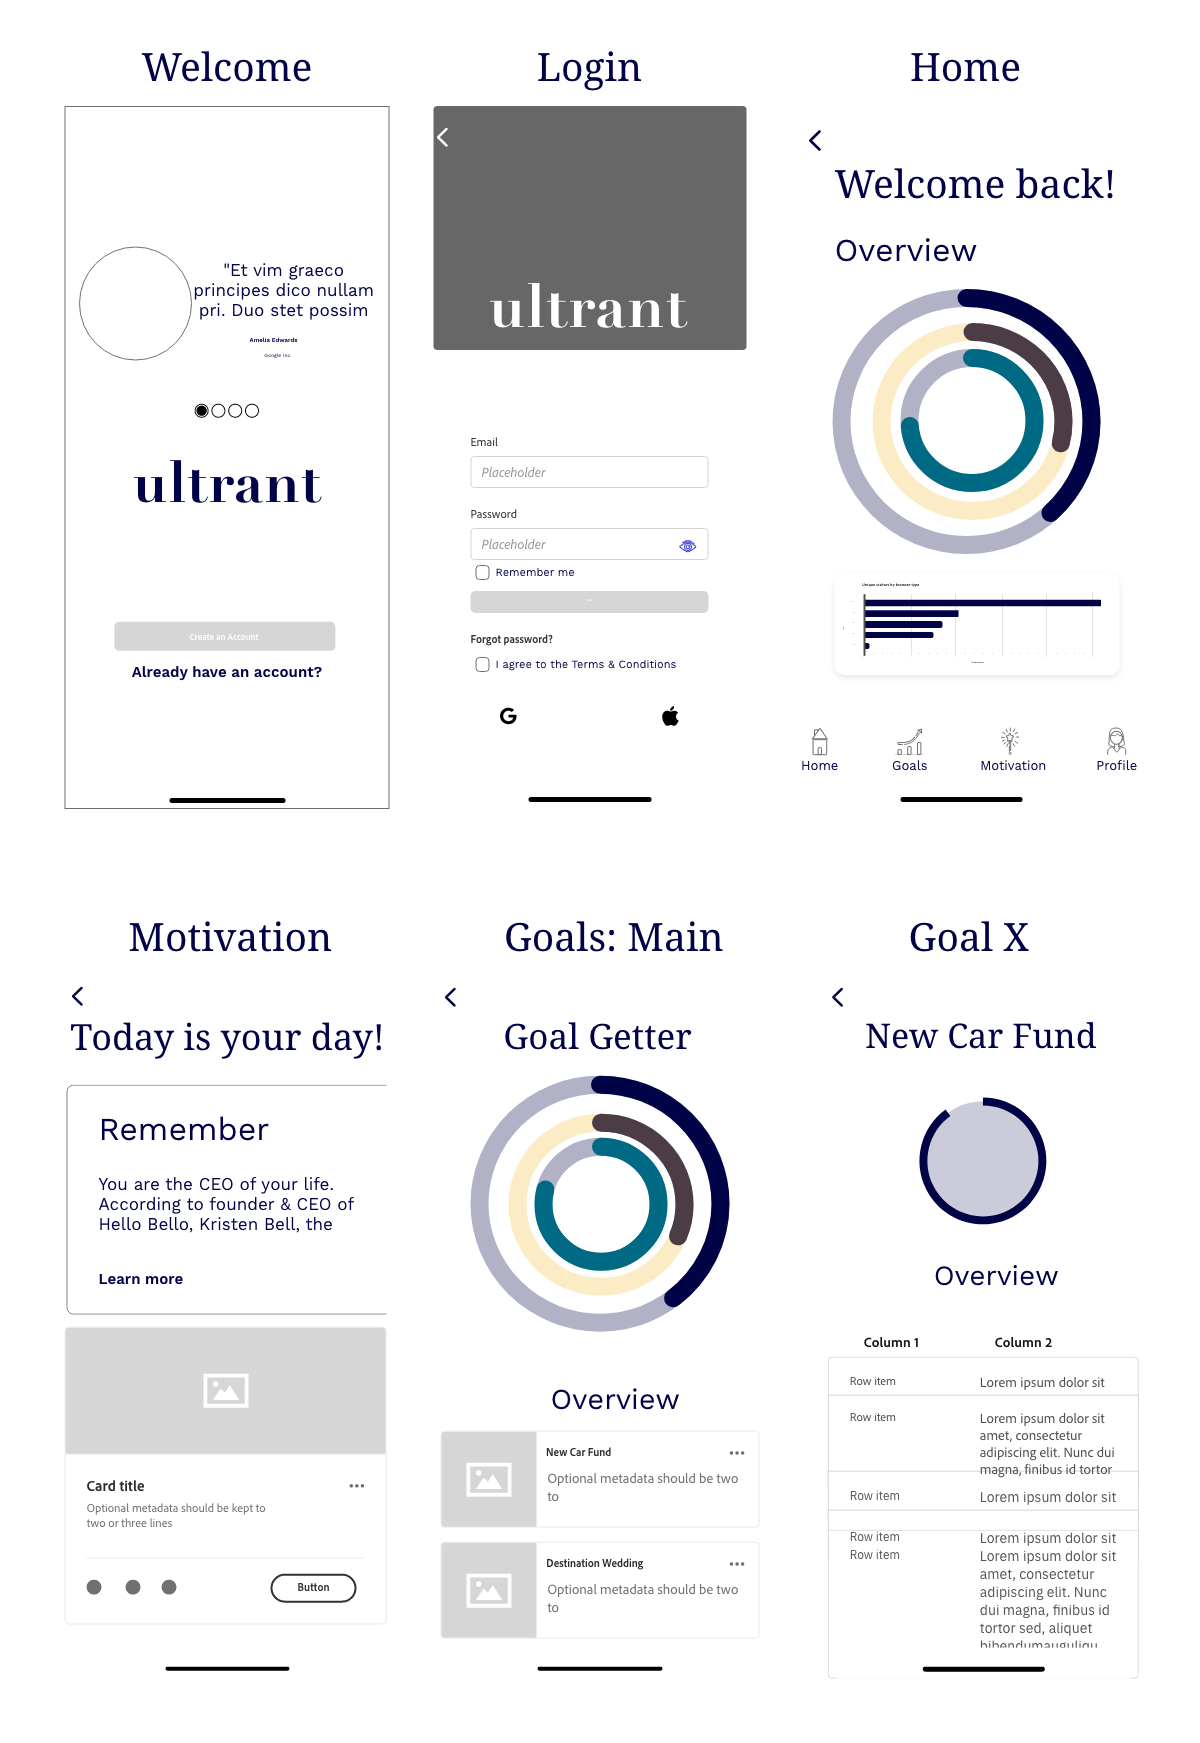 Welcome
"Et vim graeco
principes dico nullam
pri. Duo stet possim
Amelia Edwards
Google Inc
ultrant
Create an Account
Already have an account?
Login
ultrant
Email
Placeholder
Password
Placeholder
Remember me
Forgot password?
I agree to the Terms & Conditions
Home
Welcome back!
Overview
Unique visitors by browser type
Home
Goals
Motivation
Profile
Motivation
Today is your day!
Remember
You are the CEO of your life.
According to founder & CEO of
Hello Bello, Kristen Bell, the
Learn more
Card title
Optional metadata should be kept to
two or three lines
Button
Goals: Main
Goal Getter
Overview
New Car Fund
Optional metadata should be two
to
Destination Wedding
Optional metadata should be two
to
Goal X
New Car Fund
Overview
Column 1 Column 2
Row item Lorem ipsum dolor sit
Row item Lorem ipsum dolor sit
amet, consectetur
adipiscing elit. Nunc dui
magna, finibus id tortor
Row item Lorem ipsum dolor sit
Row item Lorem ipsum dolor sit
Row item Lorem ipsum dolor sit
amet, consectetur
adipiscing elit. Nunc
dui magna, finibus id
tortor sed, aliquet